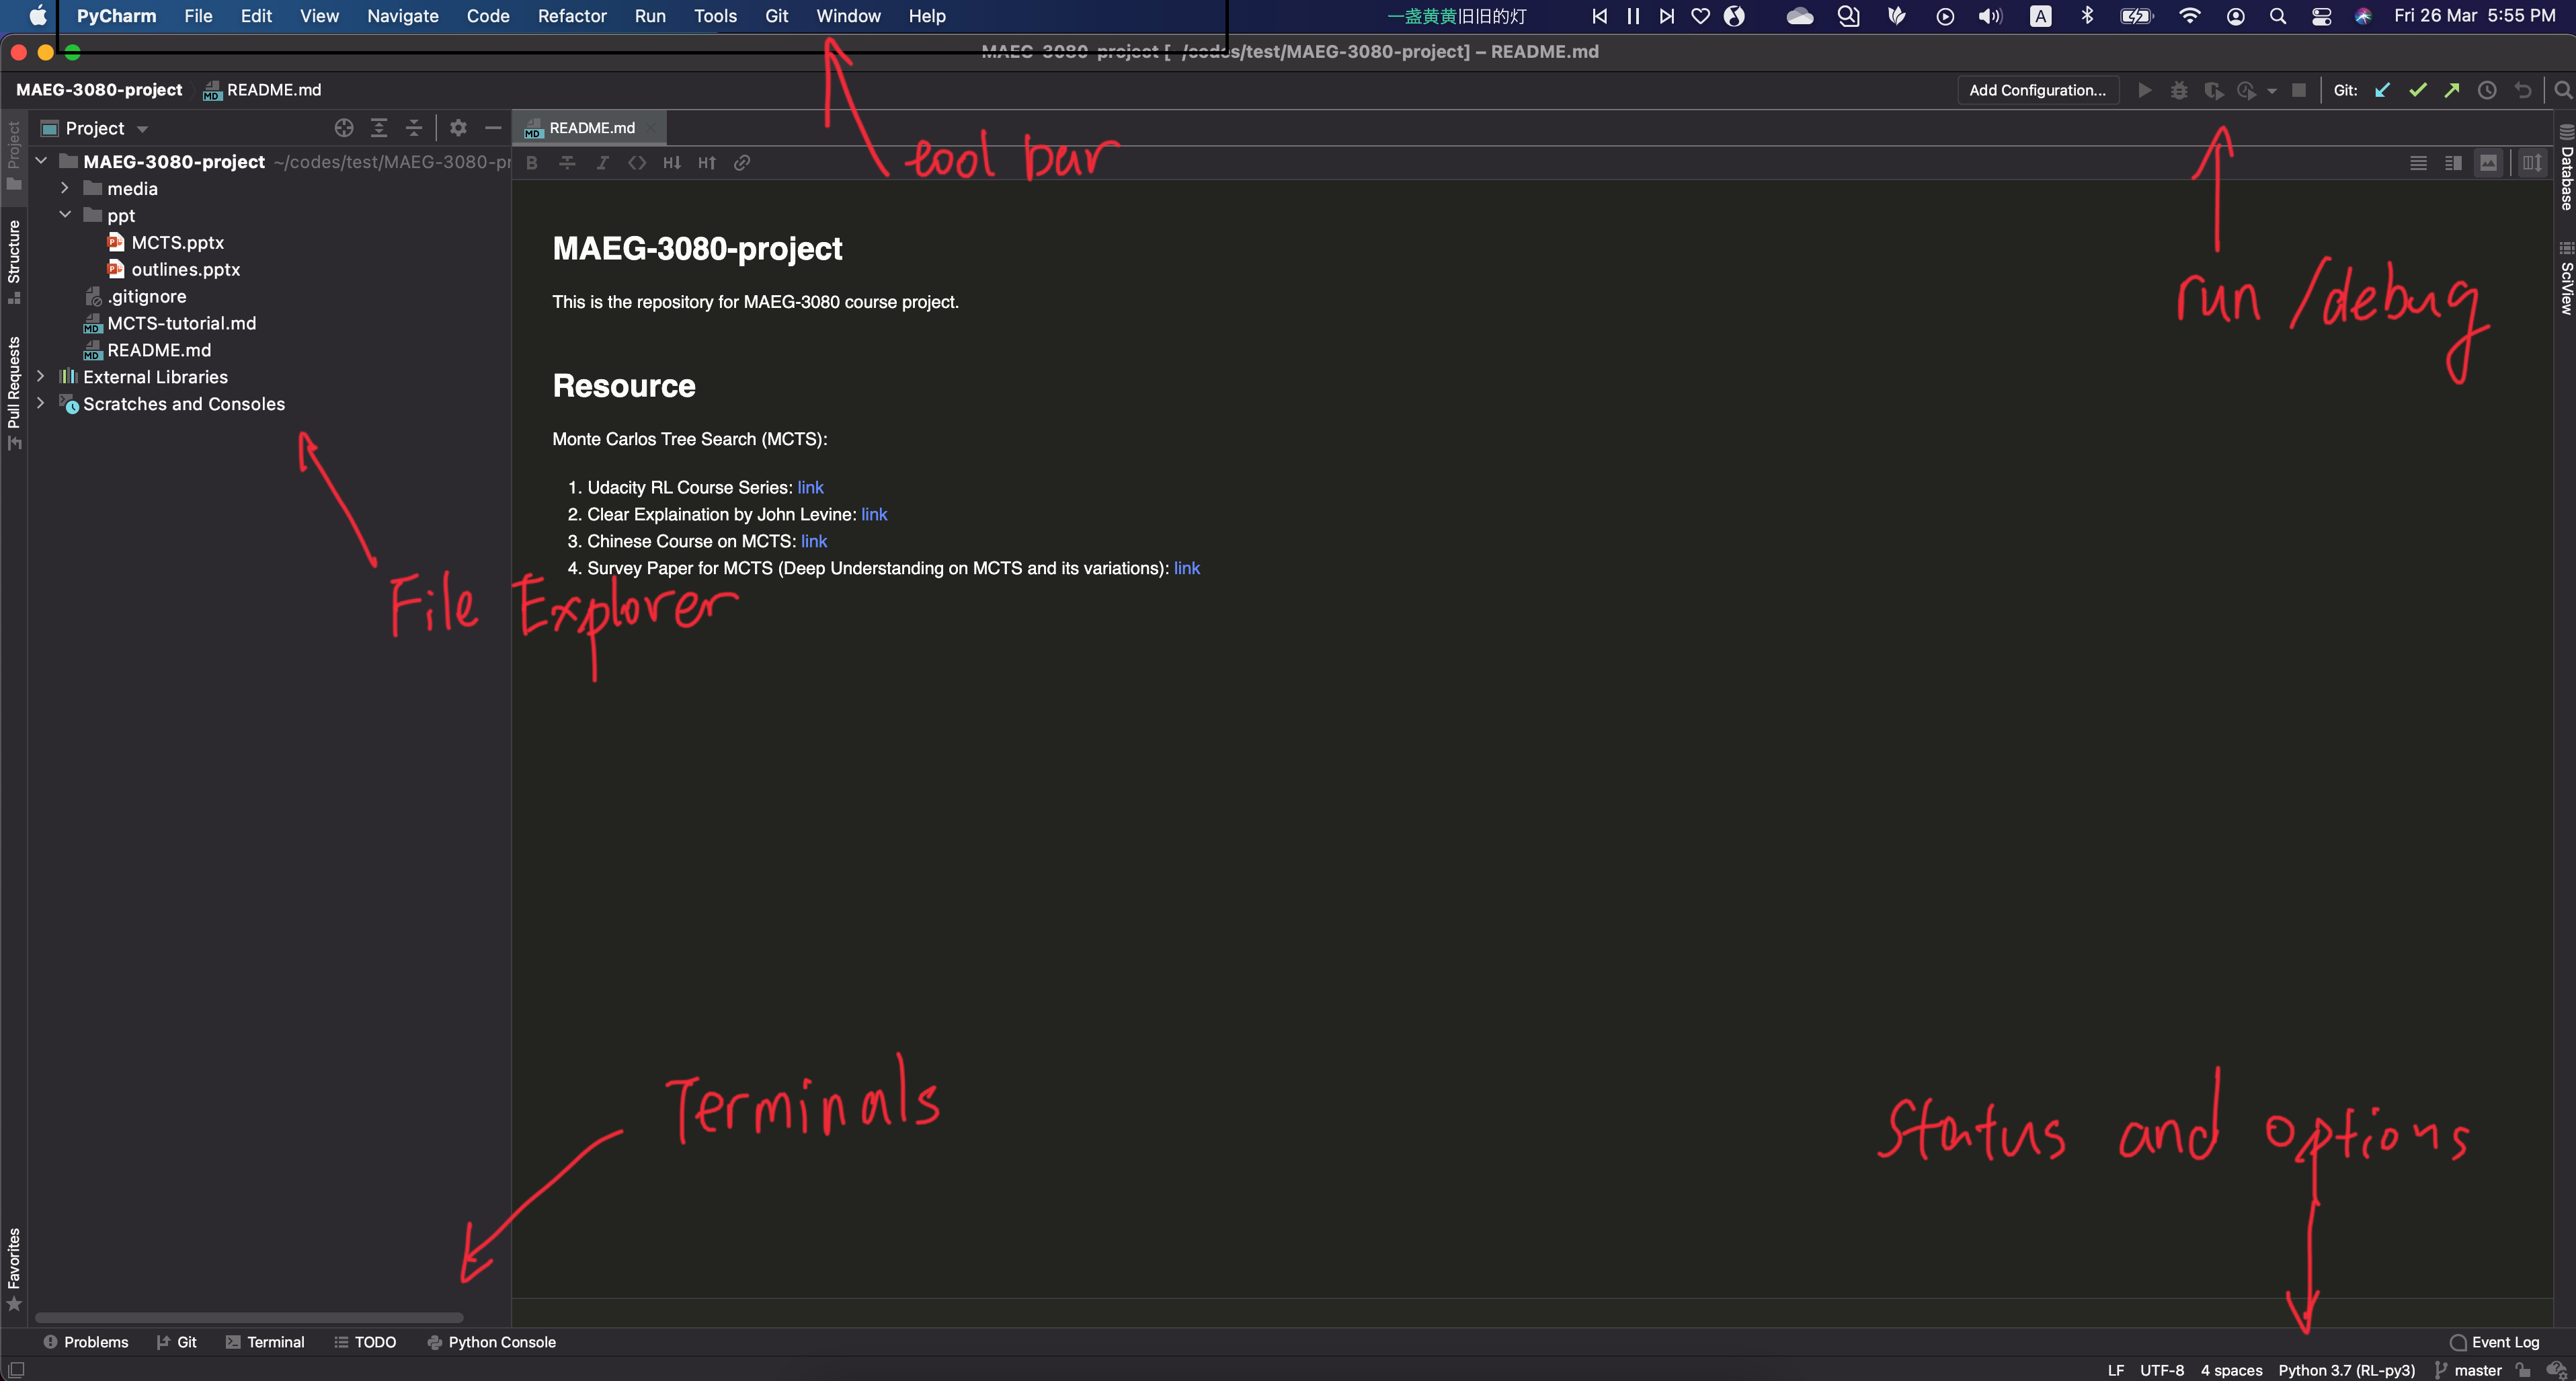 PyCharm File Edit View Navigate Code Refactor Run Tools Git Window Help 一盏黄黄旧旧的灯 A Fri 26 Mar 5:55 PM
MAEG-3080-project [~/codes/test/MAEG-3080-project] – README.md
MAEG-3080-project README.md Add Configuration... Git:
Project
Project
README.md
tool bar
MAEG-3080-project ~/codes/test/MAEG-3080-pr
B I <> H↓ H↑
media
ppt
MCTS.pptx
outlines.pptx
.gitignore
MCTS-tutorial.md
README.md
External Libraries
Scratches and Consoles
Structure
Pull Requests
Favorites
Database
SciView
MAEG-3080-project
This is the repository for MAEG-3080 course project.
run /debug
Resource
Monte Carlos Tree Search (MCTS):
1. Udacity RL Course Series: link
2. Clear Explaination by John Levine: link
3. Chinese Course on MCTS: link
4. Survey Paper for MCTS (Deep Understanding on MCTS and its variations): link
File Explorer
Terminals
Status and options
Problems Git Terminal TODO Python Console Event Log
LF UTF-8 4 spaces Python 3.7 (RL-py3) master